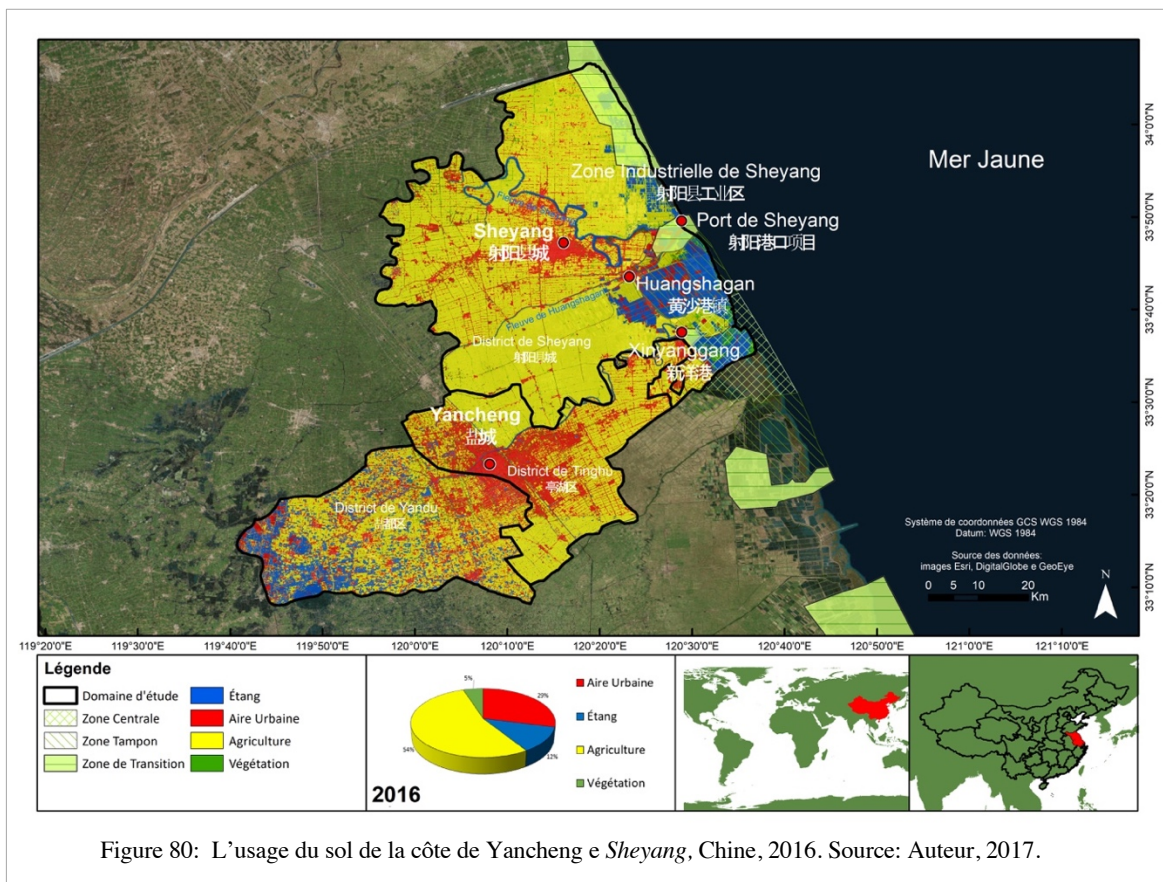 Mer Jaune
Zone Industrielle de Sheyang
射阳县工业区
Port de Sheyang
射阳港口项目
Sheyang
射阳县城
Huangshagan
黄沙港镇
Fleuve de Huangshagang
District de Sheyang
Xinyanggang
新洋港
Yancheng
盐城
District de Tinghu
亭湖区
District de Yandu
Système de coordonnées GCS WGS 1984
Datum: WGS 1984
Source des données:
images Esri, DigitalGlobe e GeoEye
0 5 10 20
Km
N
34°0'0"N
33°50'0"N
33°40'0"N
33°30'0"N
33°20'0"N
33°10'0"N
119°20'0"E 119°30'0"E 119°40'0"E 119°50'0"E 120°0'0"E 120°10'0"E 120°20'0"E 120°30'0"E 120°40'0"E 120°50'0"E 121°0'0"E 121°10'0"E
Légende
Domaine d'étude
Zone Centrale
Zone Tampon
Zone de Transition
Étang
Aire Urbaine
Agriculture
Végétation
5%
29%
12%
54%
2016
Aire Urbaine
Étang
Agriculture
Végétation
Figure 80: L'usage du sol de la côte de Yancheng e Sheyang, Chine, 2016. Source: Auteur, 2017.